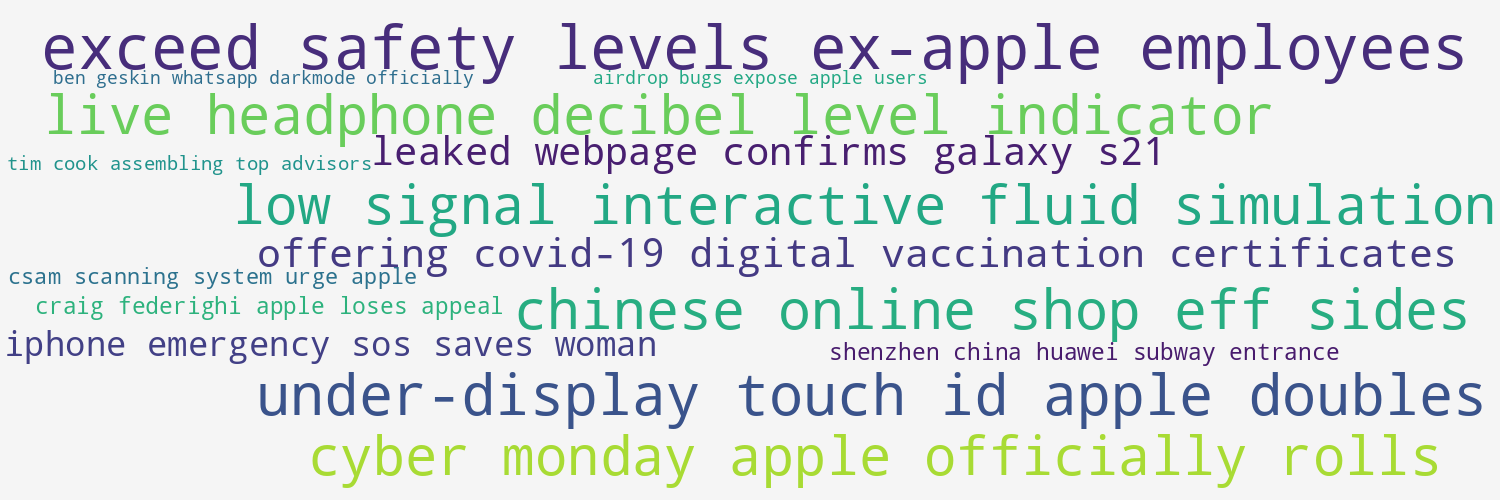 exceed safety levels ex-apple employees
ben geskin whatsapp darkmode officially
airdrop bugs expose apple users
live headphone decibel level indicator
leaked webpage confirms galaxy s21
tim cook assembling top advisors
low signal interactive fluid simulation
offering covid-19 digital vaccination certificates
csam scanning system urge apple
craig federighi apple loses appeal
chinese online shop eff sides
iphone emergency sos saves woman
shenzhen china huawei subway entrance
under-display touch id apple doubles
cyber monday apple officially rolls